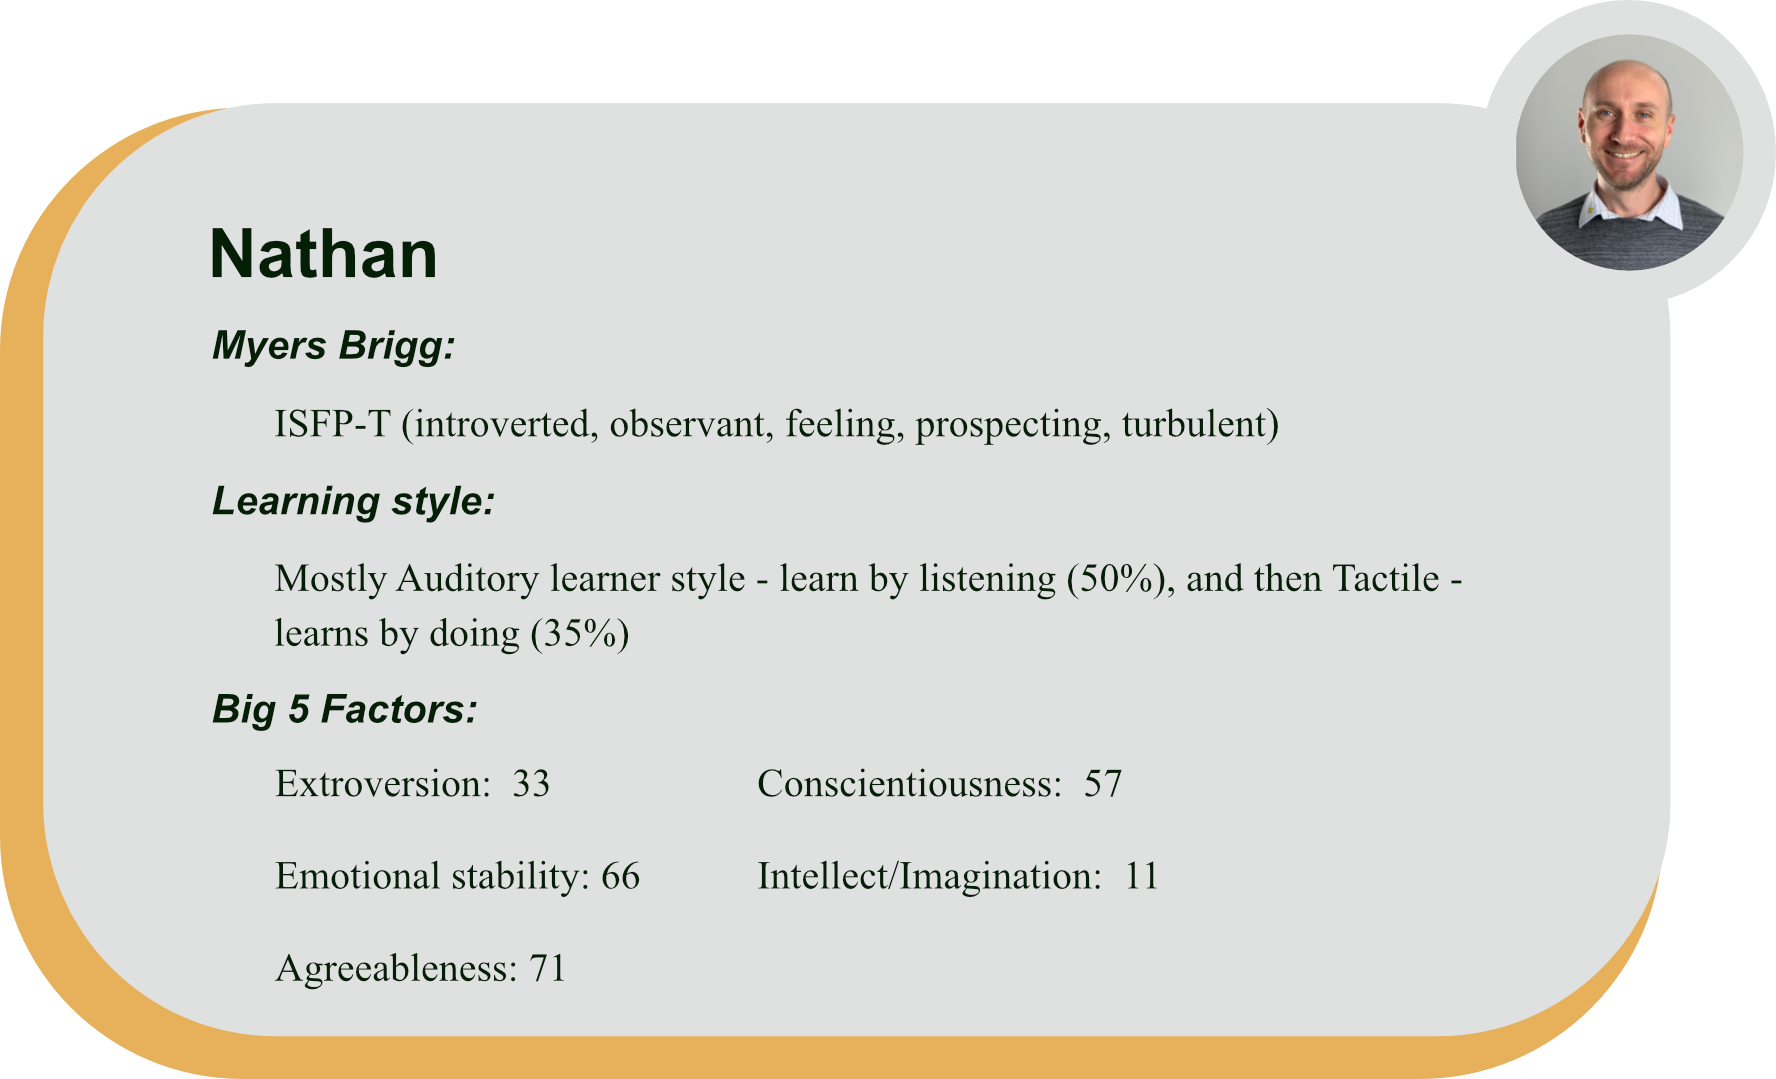 Nathan
Myers Brigg:
ISFP-T (introverted, observant, feeling, prospecting, turbulent)
Learning style:
Mostly Auditory learner style - learn by listening (50%), and then Tactile -
learns by doing (35%)
Big 5 Factors:
Extroversion:  33
Conscientiousness:  57
Emotional stability: 66
Intellect/Imagination:  11
Agreeableness: 71